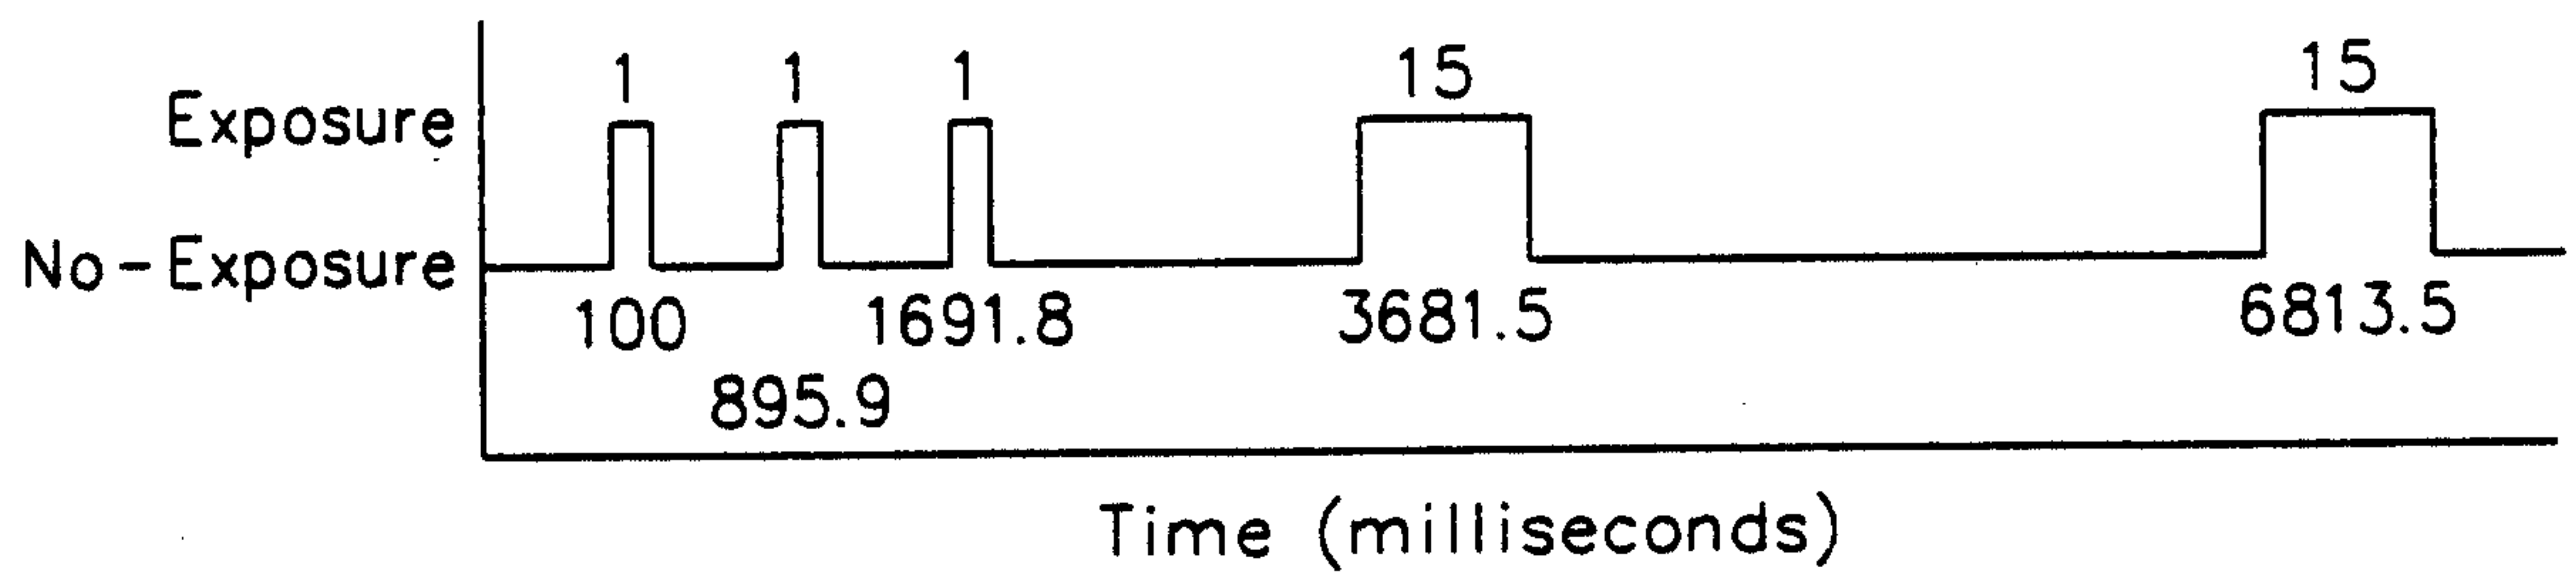 1 1 1 15 15
Exposure
No-Exposure
100 1691.8 3681.5 6813.5
895.9
Time (milliseconds)